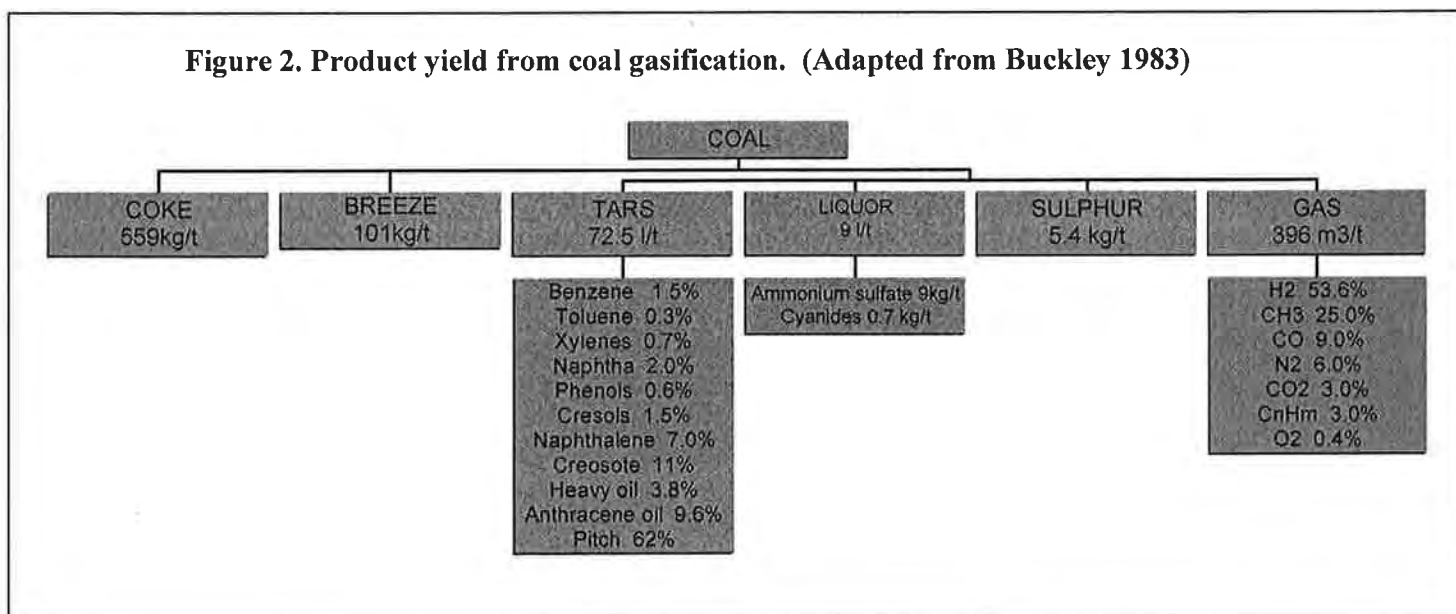 Figure 2. Product yield from coal gasification. (Adapted from Buckley 1983)
COAL
COKE
559kg/t
BREEZE
101kg/t
TARS
72.5 l/t
LIQUOR
9 l/t
SULPHUR
5.4 kg/t
GAS
396 m3/t
Benzene 1.5%
Toluene 0.3%
Xylenes 0.7%
Naphtha 2.0%
Phenols 0.6%
Cresols 1.5%
Naphthalene 7.0%
Creosote 11%
Heavy oil 3.8%
Anthracene oil 9.6%
Pitch 62%
Ammonium sulfate 9kg/t
Cyanides 0.7 kg/t
H2 53.6%
CH3 25.0%
CO 9.0%
N2 6.0%
CO2 3.0%
CnHm 3.0%
O2 0.4%